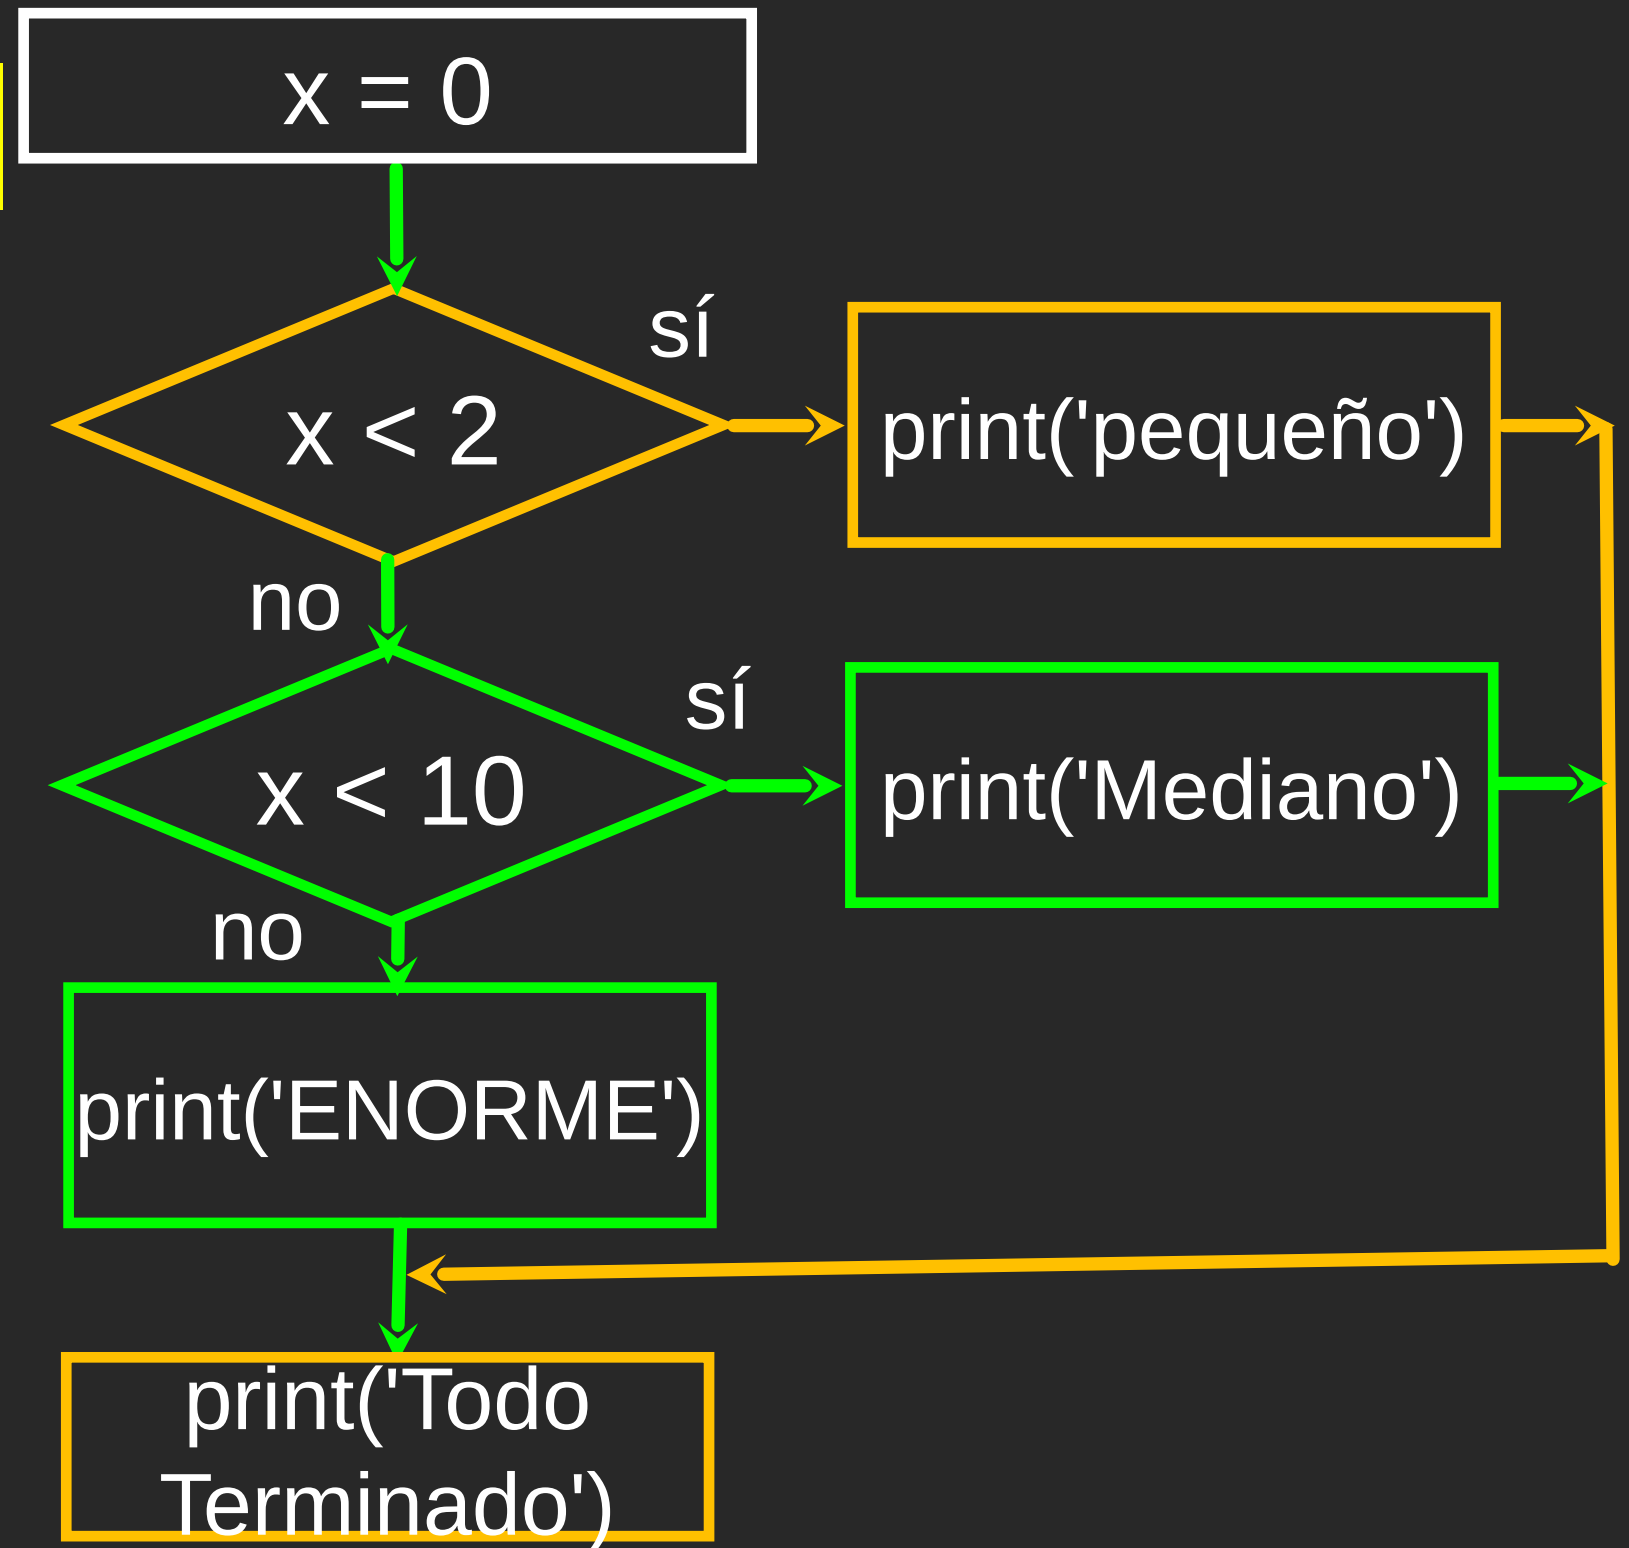 x = 0
sí
x < 2
print('pequeño')
no
sí
x < 10
print('Mediano')
no
print('ENORME')
print('Todo
Terminado')